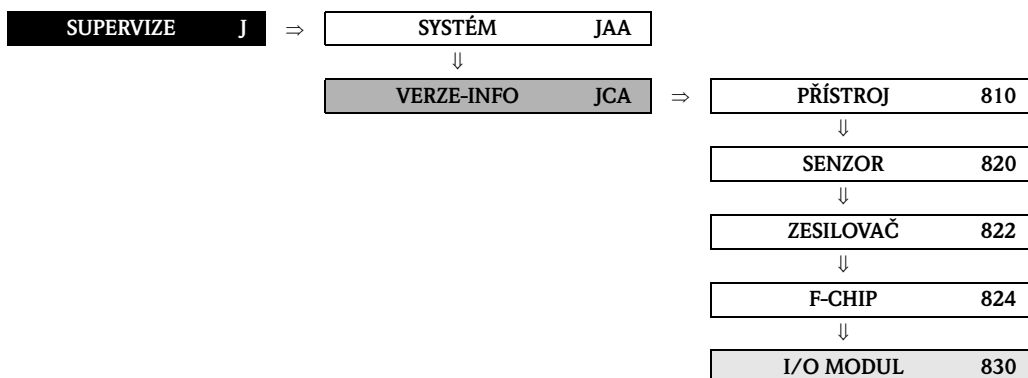 SUPERVIZE J ⇒ SYSTÉM JAA
⇓
VERZE-INFO JCA ⇒ PŘÍSTROJ 810
⇓
SENZOR 820
⇓
ZESILOVAČ 822
⇓
F-CHIP 824
⇓
I/O MODUL 830